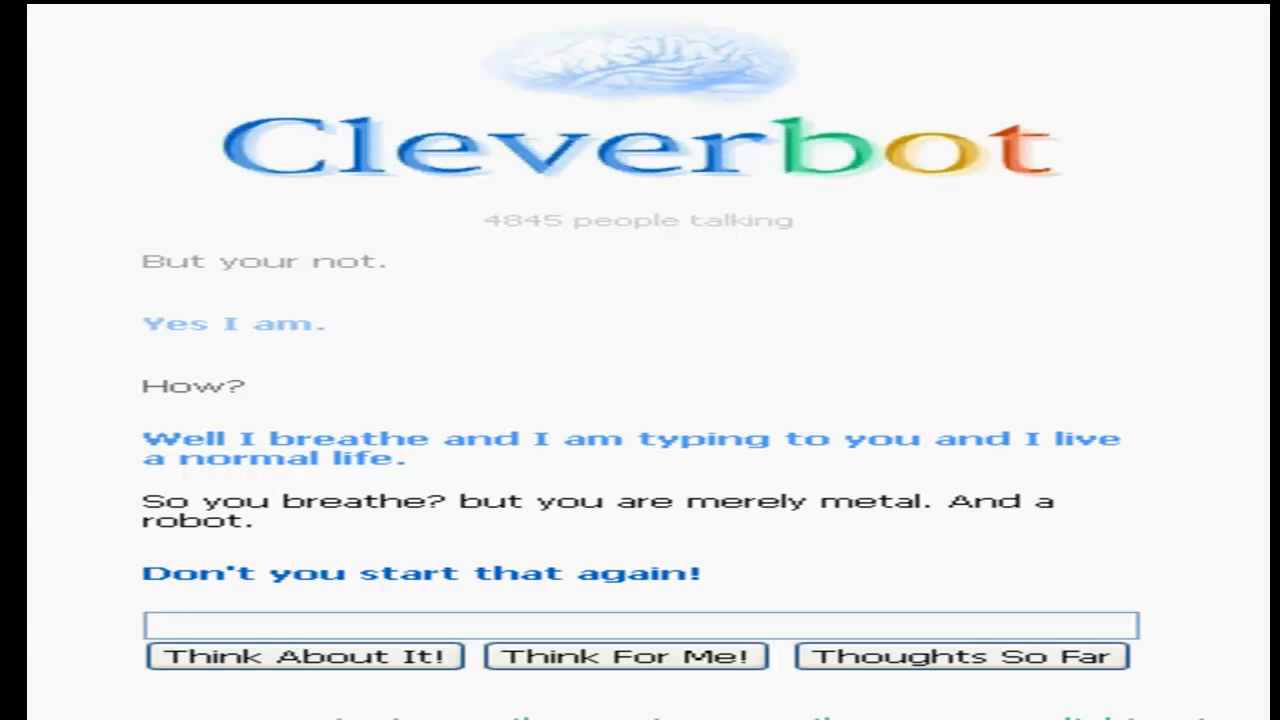 Cleverbot
4845 people talking
But your not.
Yes I am.
How?
Well I breathe and I am typing to you and I live
a normal life.
So you breathe? but you are merely metal. And a
robot.
Don't you start that again!
Think About It! Think For Me! Thoughts So Far